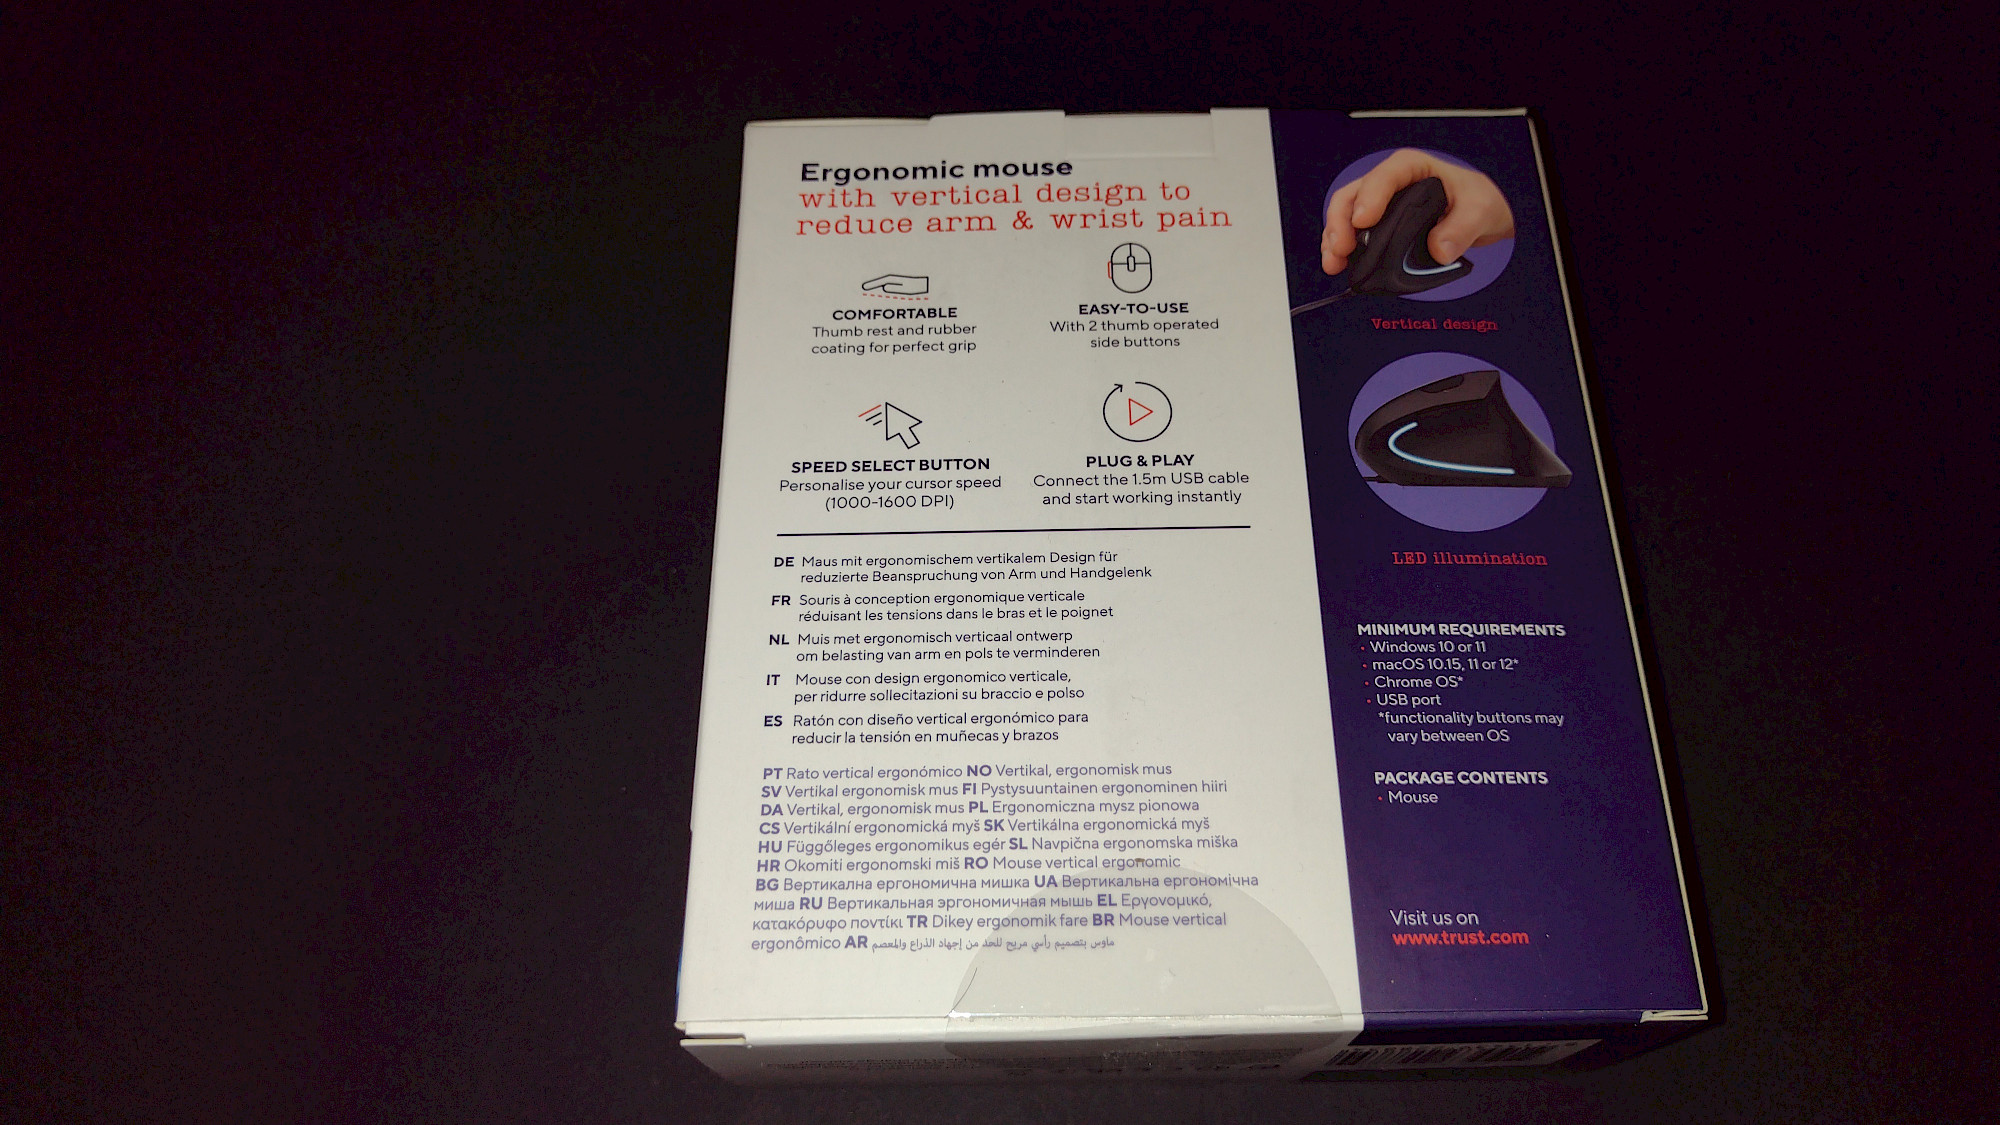 Ergonomic mouse
with vertical design to
reduce arm & wrist pain
COMFORTABLE
Thumb rest and rubber
coating for perfect grip
EASY-TO-USE
With 2 thumb operated
side buttons
SPEED SELECT BUTTON
Personalise your cursor speed
(1000-1600 DPI)
PLUG & PLAY
Connect the 1.5m USB cable
and start working instantly
DE Maus mit ergonomischem vertikalem Design für
reduzierte Beanspruchung von Arm und Handgelenk
FR Souris à conception ergonomique verticale
réduisant les tensions dans le bras et le poignet
NL Muis met ergonomisch verticaal ontwerp
om belasting van arm en pols te verminderen
IT Mouse con design ergonomico verticale,
per ridurre sollecitazioni su braccio e polso
ES Ratón con diseño vertical ergonómico para
reducir la tensión en muñecas y brazos
PT Rato vertical ergonómico NO Vertikal, ergonomisk mus
SV Vertikal ergonomisk mus FI Pystysuuntainen ergonominen hiiri
DA Vertikal, ergonomisk mus PL Ergonomiczna mysz pionowa
CS Vertikální ergonomická myš SK Vertikálna ergonomická myš
HU Függőleges ergonomikus egér SL Navpična ergonomska miška
HR Okomiti ergonomski miš RO Mouse vertical ergonomic
BG Вертикална ергономична мишка UA Вертикальна ергономічна
миша RU Вертикальная эргономичная мышь EL Εργονομικό,
κατακόρυφο ποντίκι TR Dikey ergonomik fare BR Mouse vertical
ergonômico AR ماوس بتصميم رأسي مريح للحد من إجهاد الذراع والمعصم
Vertical design
LED illumination
MINIMUM REQUIREMENTS
• Windows 10 or 11
• macOS 10.15, 11 or 12*
• Chrome OS*
• USB port
*functionality buttons may
vary between OS
PACKAGE CONTENTS
• Mouse
Visit us on
www.trust.com